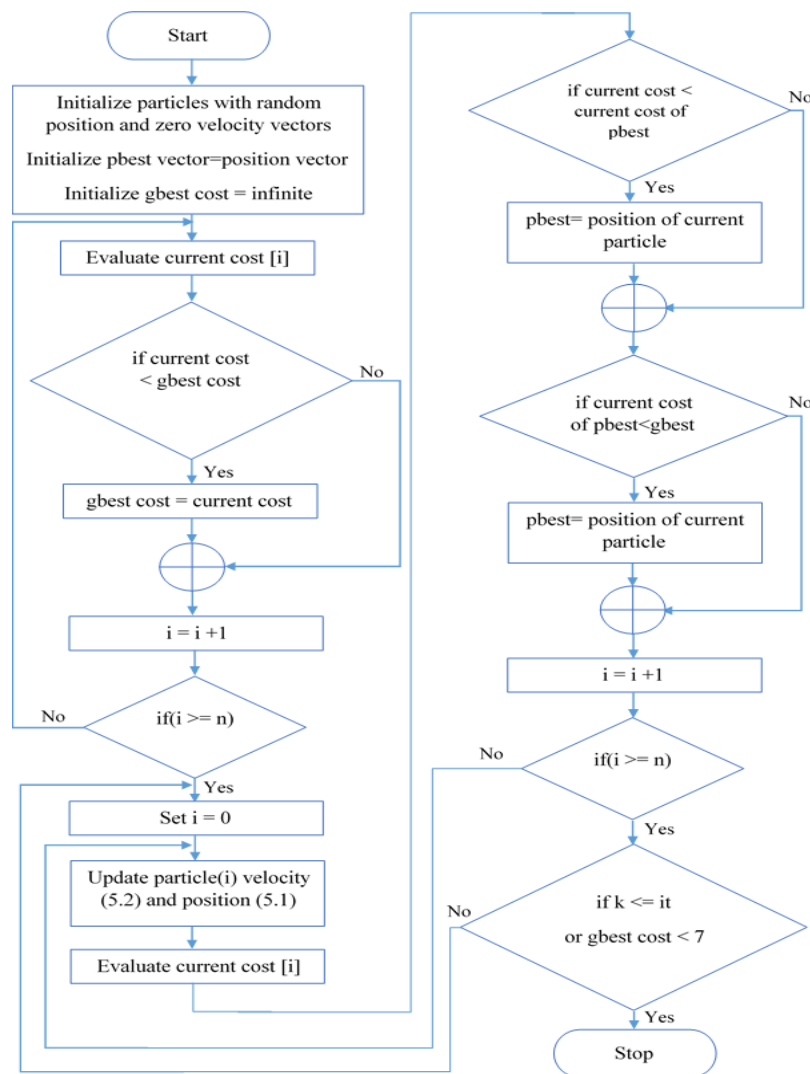 Start
Initialize particles with random
position and zero velocity vectors
Initialize pbest vector=position vector
Initialize gbest cost = infinite
Evaluate current cost [i]
if current cost
< gbest cost
No
Yes
gbest cost = current cost
i = i +1
if(i >= n)
No
Yes
Set i = 0
Update particle(i) velocity
(5.2) and position (5.1)
Evaluate current cost [i]
if current cost <
current cost of
pbest
No
Yes
pbest= position of current
particle
if current cost
of pbest<gbest
No
Yes
pbest= position of current
particle
i = i +1
if(i >= n)
No
Yes
if k <= it
or gbest cost < 7
No
Yes
Stop